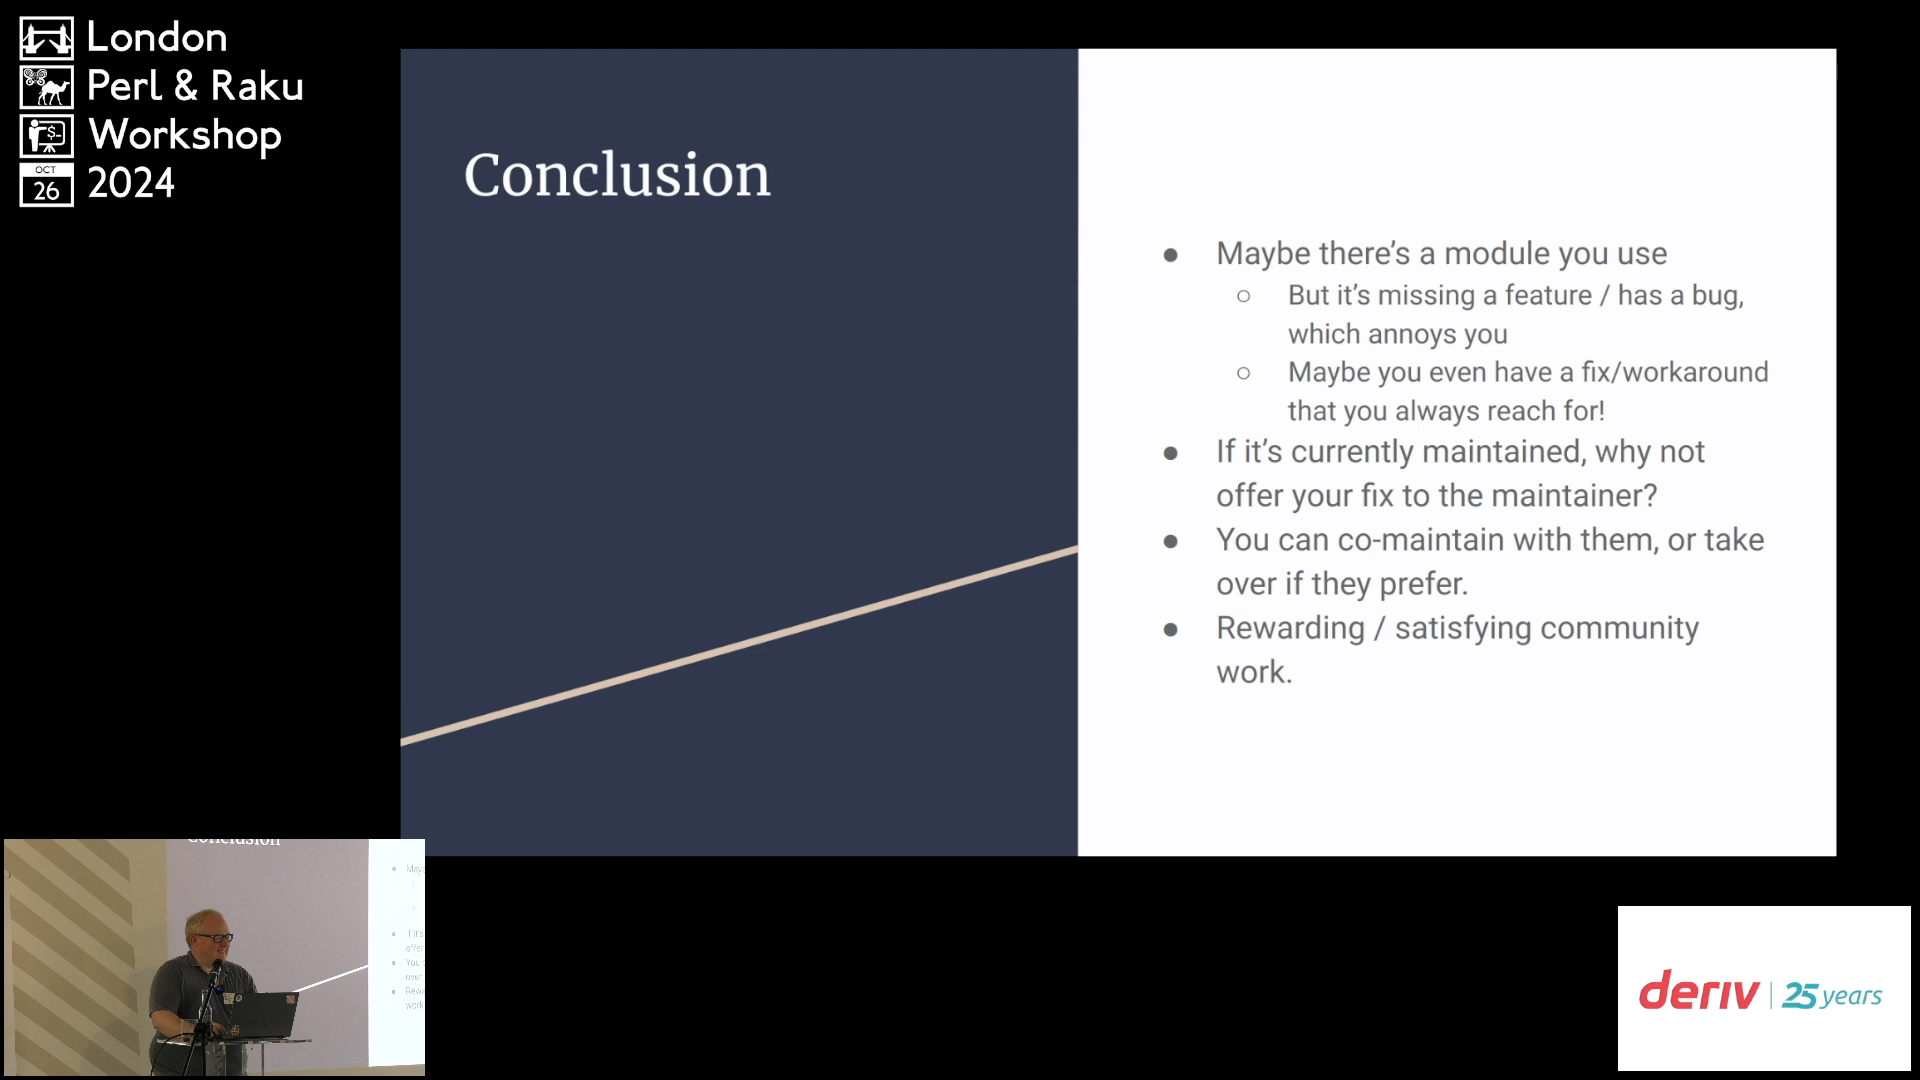 London
Perl & Raku
Workshop
OCT
26
2024
$-
Conclusion
● Maybe there’s a module you use
○ But it’s missing a feature / has a bug,
which annoys you
○ Maybe you even have a fix/workaround
that you always reach for!
● If it’s currently maintained, why not
offer your fix to the maintainer?
● You can co-maintain with them, or take
over if they prefer.
● Rewarding / satisfying community
work.
Conclusion
deriv | 25 years